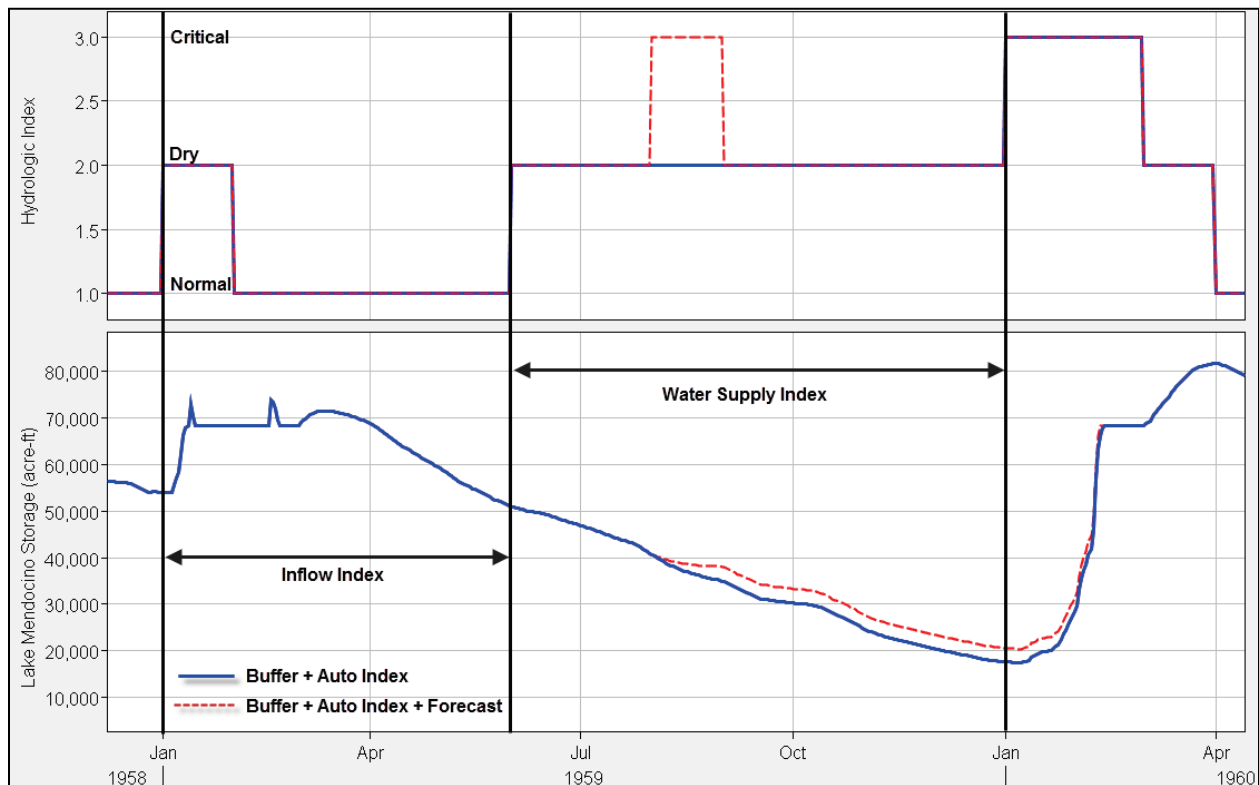 3.0
Critical
2.5
2.0
Dry
1.5
1.0
Normal
Hydrologic Index
80,000
70,000
60,000
50,000
40,000
30,000
20,000
10,000
Lake Mendocino Storage (acre-ft)
Water Supply Index
Inflow Index
Buffer + Auto Index
Buffer + Auto Index + Forecast
Jan Apr Jul Oct Jan Apr
1958 1959 1960